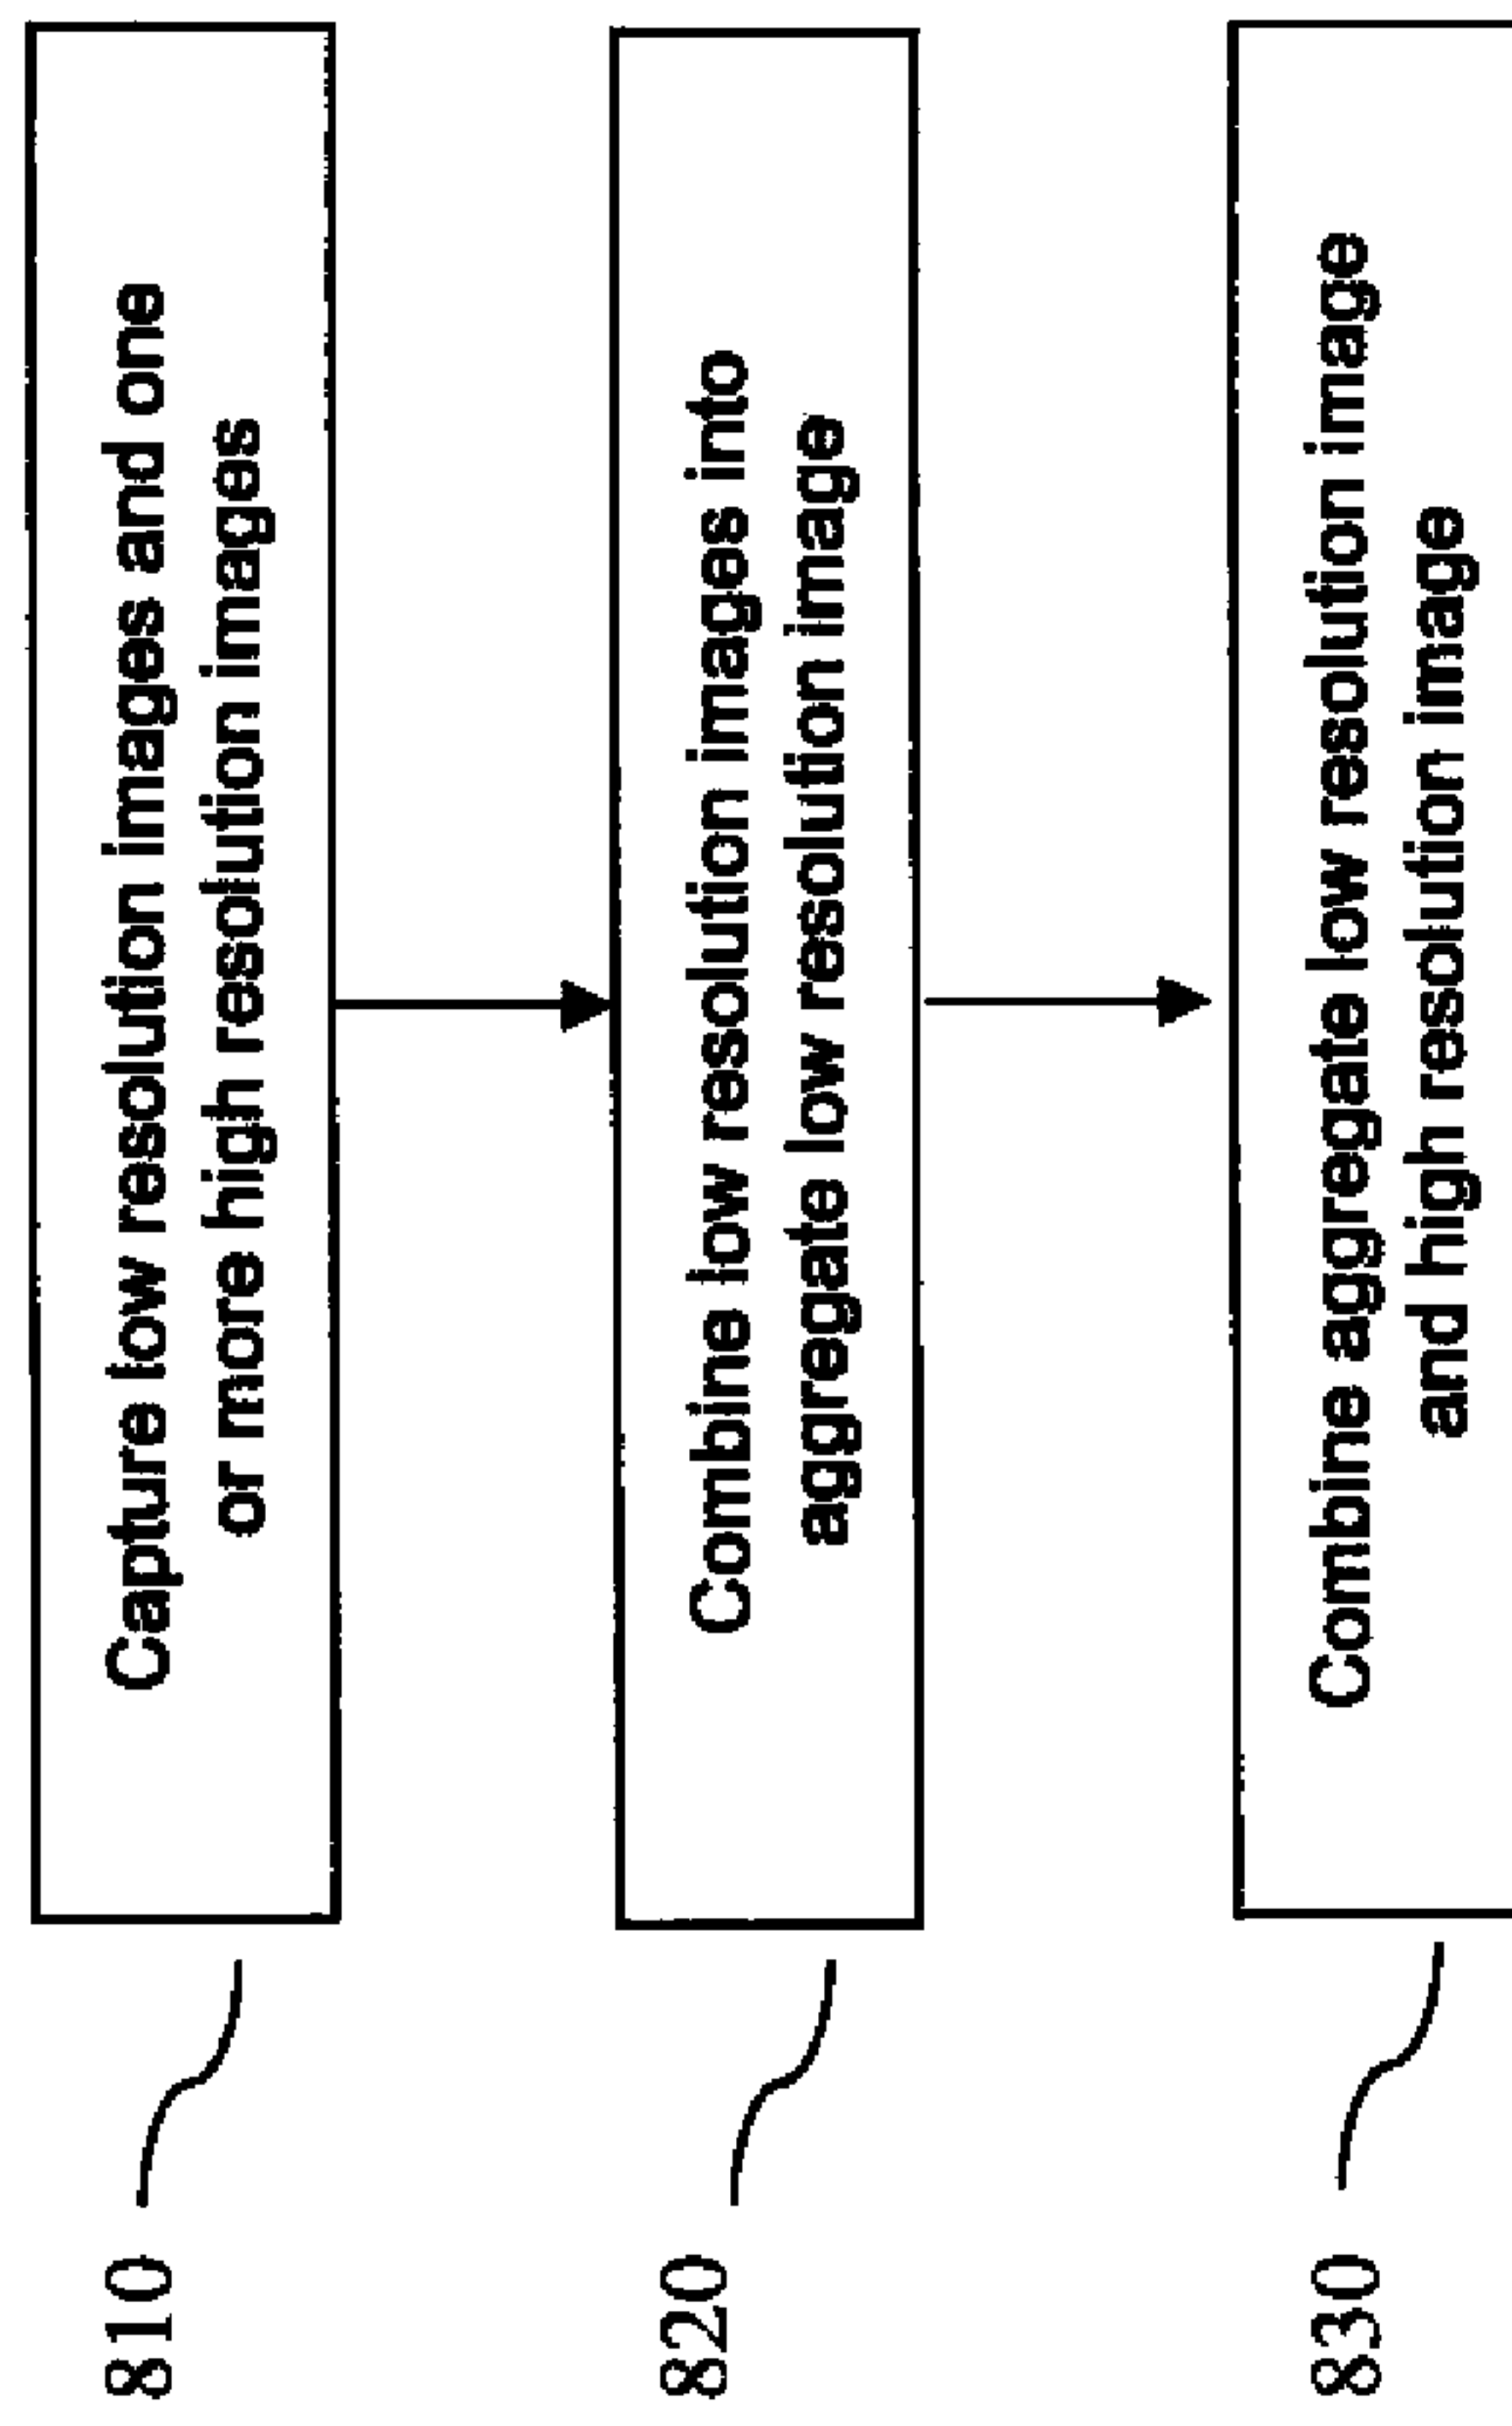 810
Capture low resolution images and one
or more high resolution images
820
Combine low resolution images into
aggregate low resolution image
830
Combine aggregate low resolution image
and high resolution image